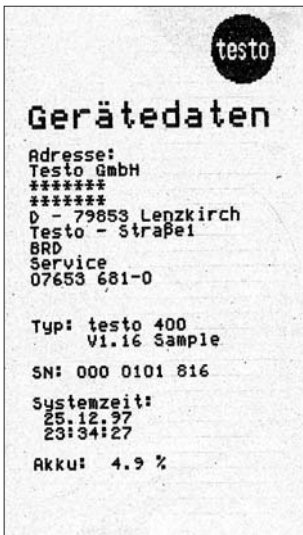 testo
Gerätedaten
Adresse:
Testo GmbH
*******
*******
D - 79853 Lenzkirch
Testo - Straße1
BRD
Service
07653 681-0
Typ: testo 400
V1.16 Sample
SN: 000 0101 816
Systemzeit:
25.12.97
23:34:27
Akku: 4.9 %